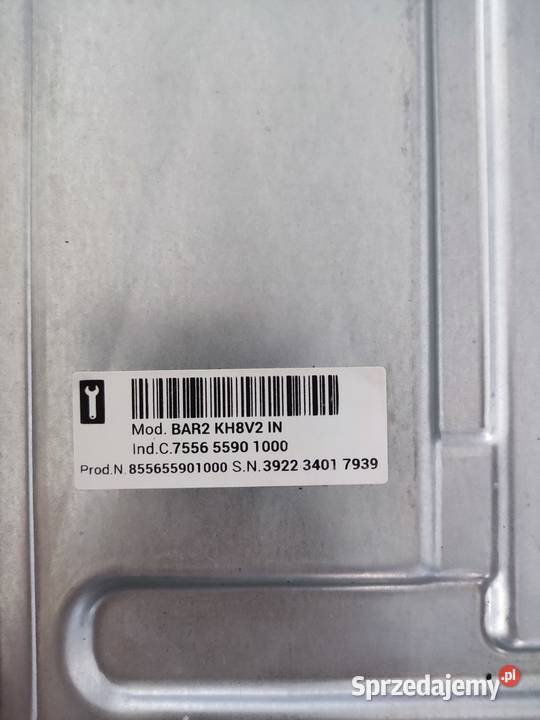 Mod. BAR2 KH8V2 IN
Ind.C.7556 5590 1000
Prod.N.855655901000 S.N.3922 3401 7939
Sprzedajemy.pl